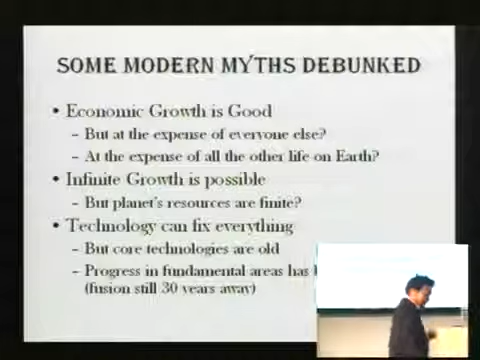 SOME MODERN MYTHS DEBUNKED
• Economic Growth is Good
– But at the expense of everyone else?
– At the expense of all the other life on Earth?
• Infinite Growth is possible
– But planet's resources are finite?
• Technology can fix everything
– But core technologies are old
– Progress in fundamental areas has
(fusion still 30 years away)